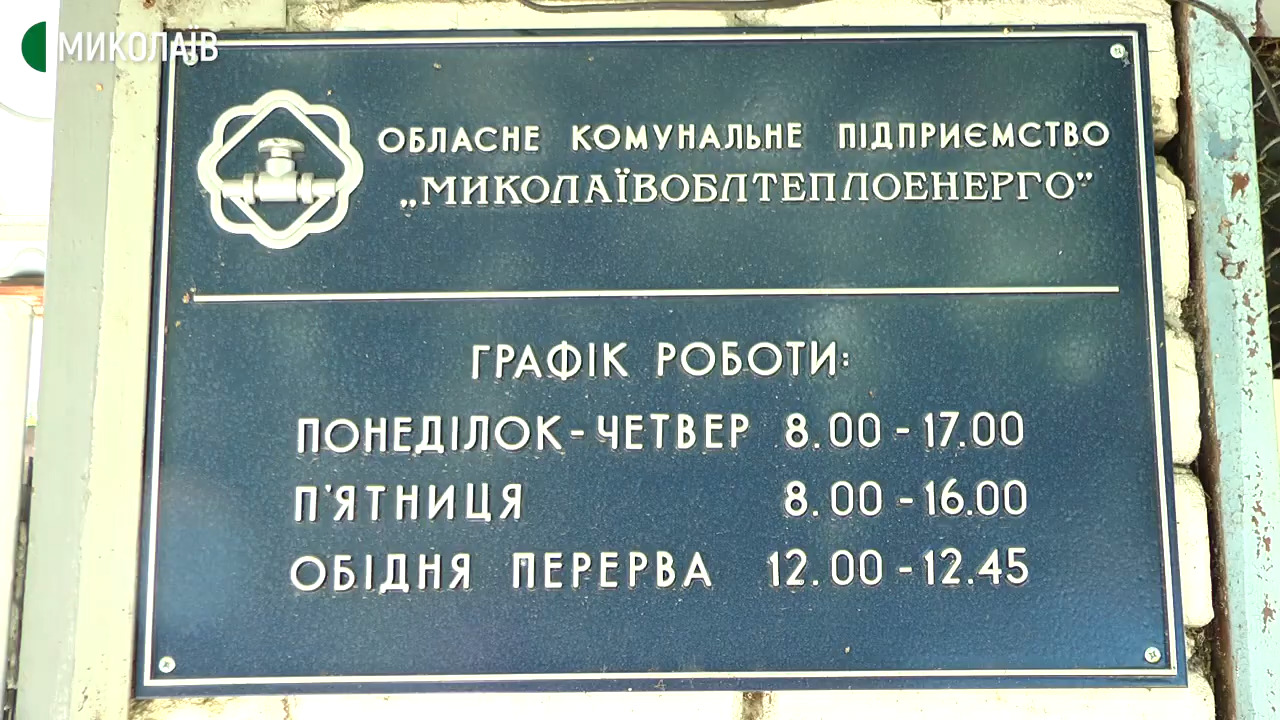 МИКОЛАЇВ
ОБЛАСНЕ КОМУНАЛЬНЕ ПІДПРИЄМСТВО
„МИКОЛАЇВОБЛТЕПЛОЕНЕРГО”
ГРАФІК РОБОТИ:
ПОНЕДІЛОК-ЧЕТВЕР 8.00-17.00
П'ЯТНИЦЯ 8.00-16.00
ОБІДНЯ ПЕРЕРВА 12.00-12.45